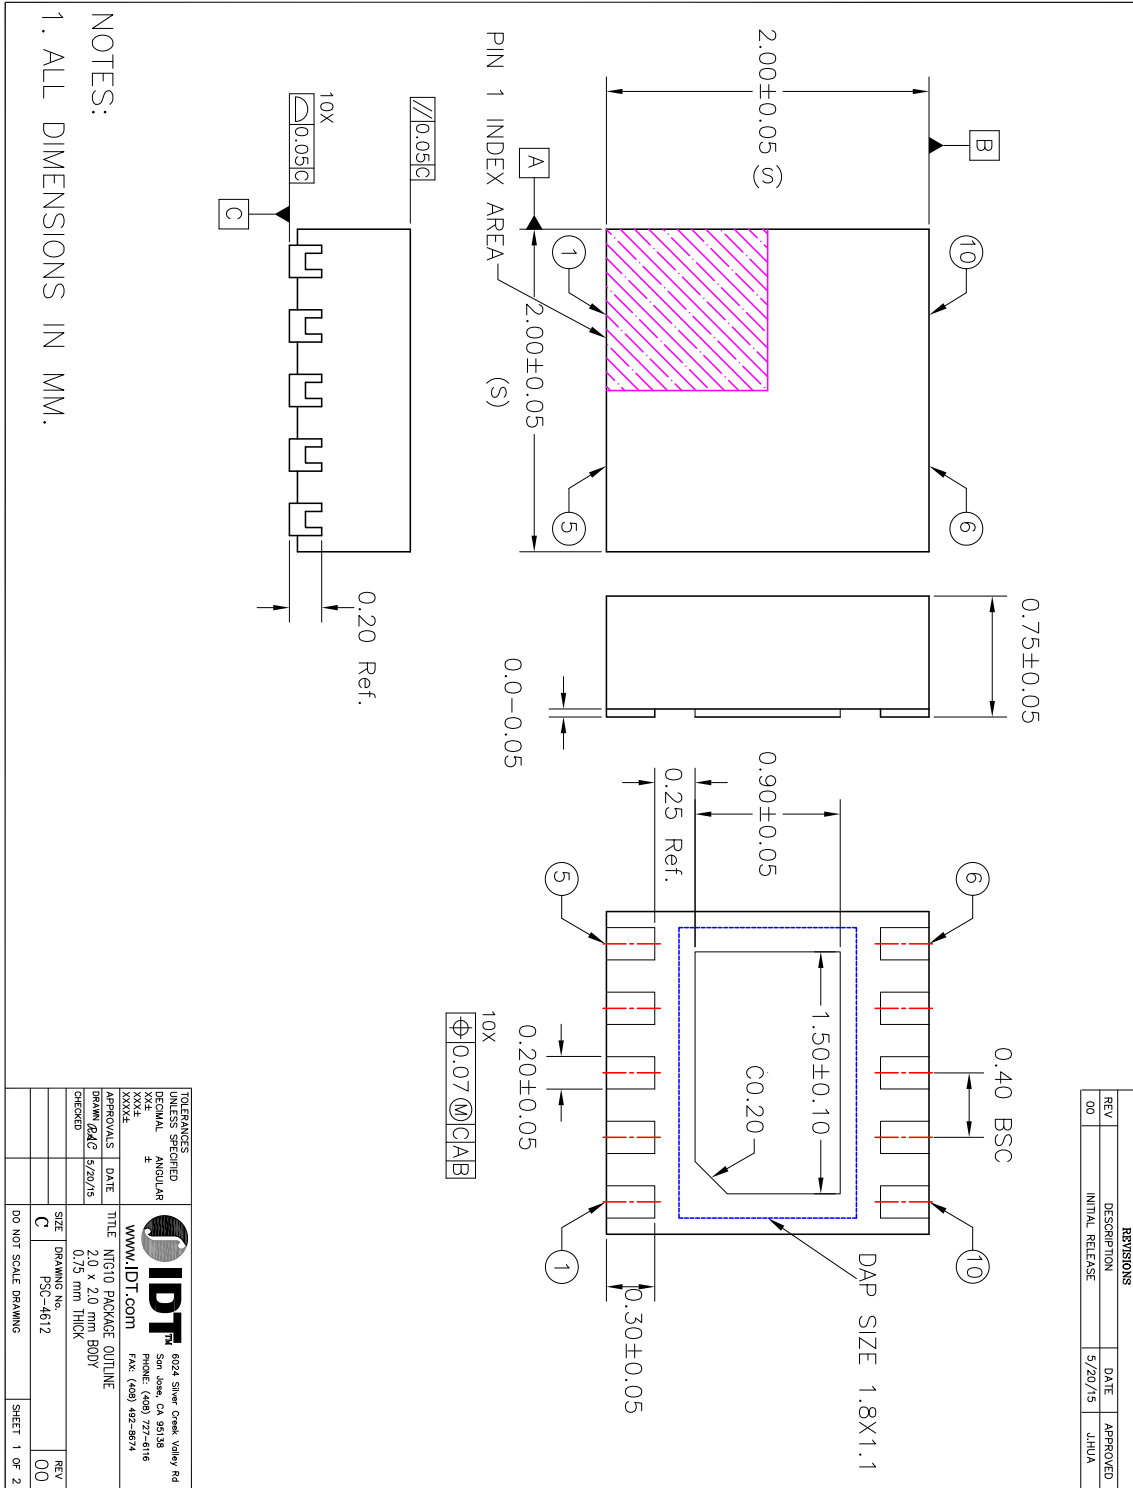 REVISIONS
REV DESCRIPTION DATE APPROVED
00 INITIAL RELEASE 5/20/15 J.HUA
B
2.00±0.05 (S)
10
6
1
5
PIN 1 INDEX AREA
A
2.00±0.05
(S)
0.75±0.05
0.0-0.05
0.40 BSC
6
10
5
1
0.90±0.05
0.25 Ref.
1.50±0.10
C0.20
DAP SIZE 1.8X1.1
0.20±0.05
0.30±0.05
10X
⌖ 0.07 Ⓜ C A B
//0.05C
10X
⌓0.05C
C
0.20 Ref.
NOTES:
1. ALL DIMENSIONS IN MM.
TOLERANCES
UNLESS SPECIFIED
DECIMAL ANGULAR
XX± ±
XXX±
XXXX±
APPROVALS DATE
DRAWN RAC 5/20/15
CHECKED
IDT™
www.IDT.com
6024 Silver Creek Valley Rd
San Jose, CA 95138
PHONE: (408) 727-6116
FAX: (408) 492-8674
TITLE NTG10 PACKAGE OUTLINE
2.0 x 2.0 mm BODY
0.75 mm THICK
SIZE DRAWING No. REV
C PSC-4612 00
DO NOT SCALE DRAWING SHEET 1 OF 2